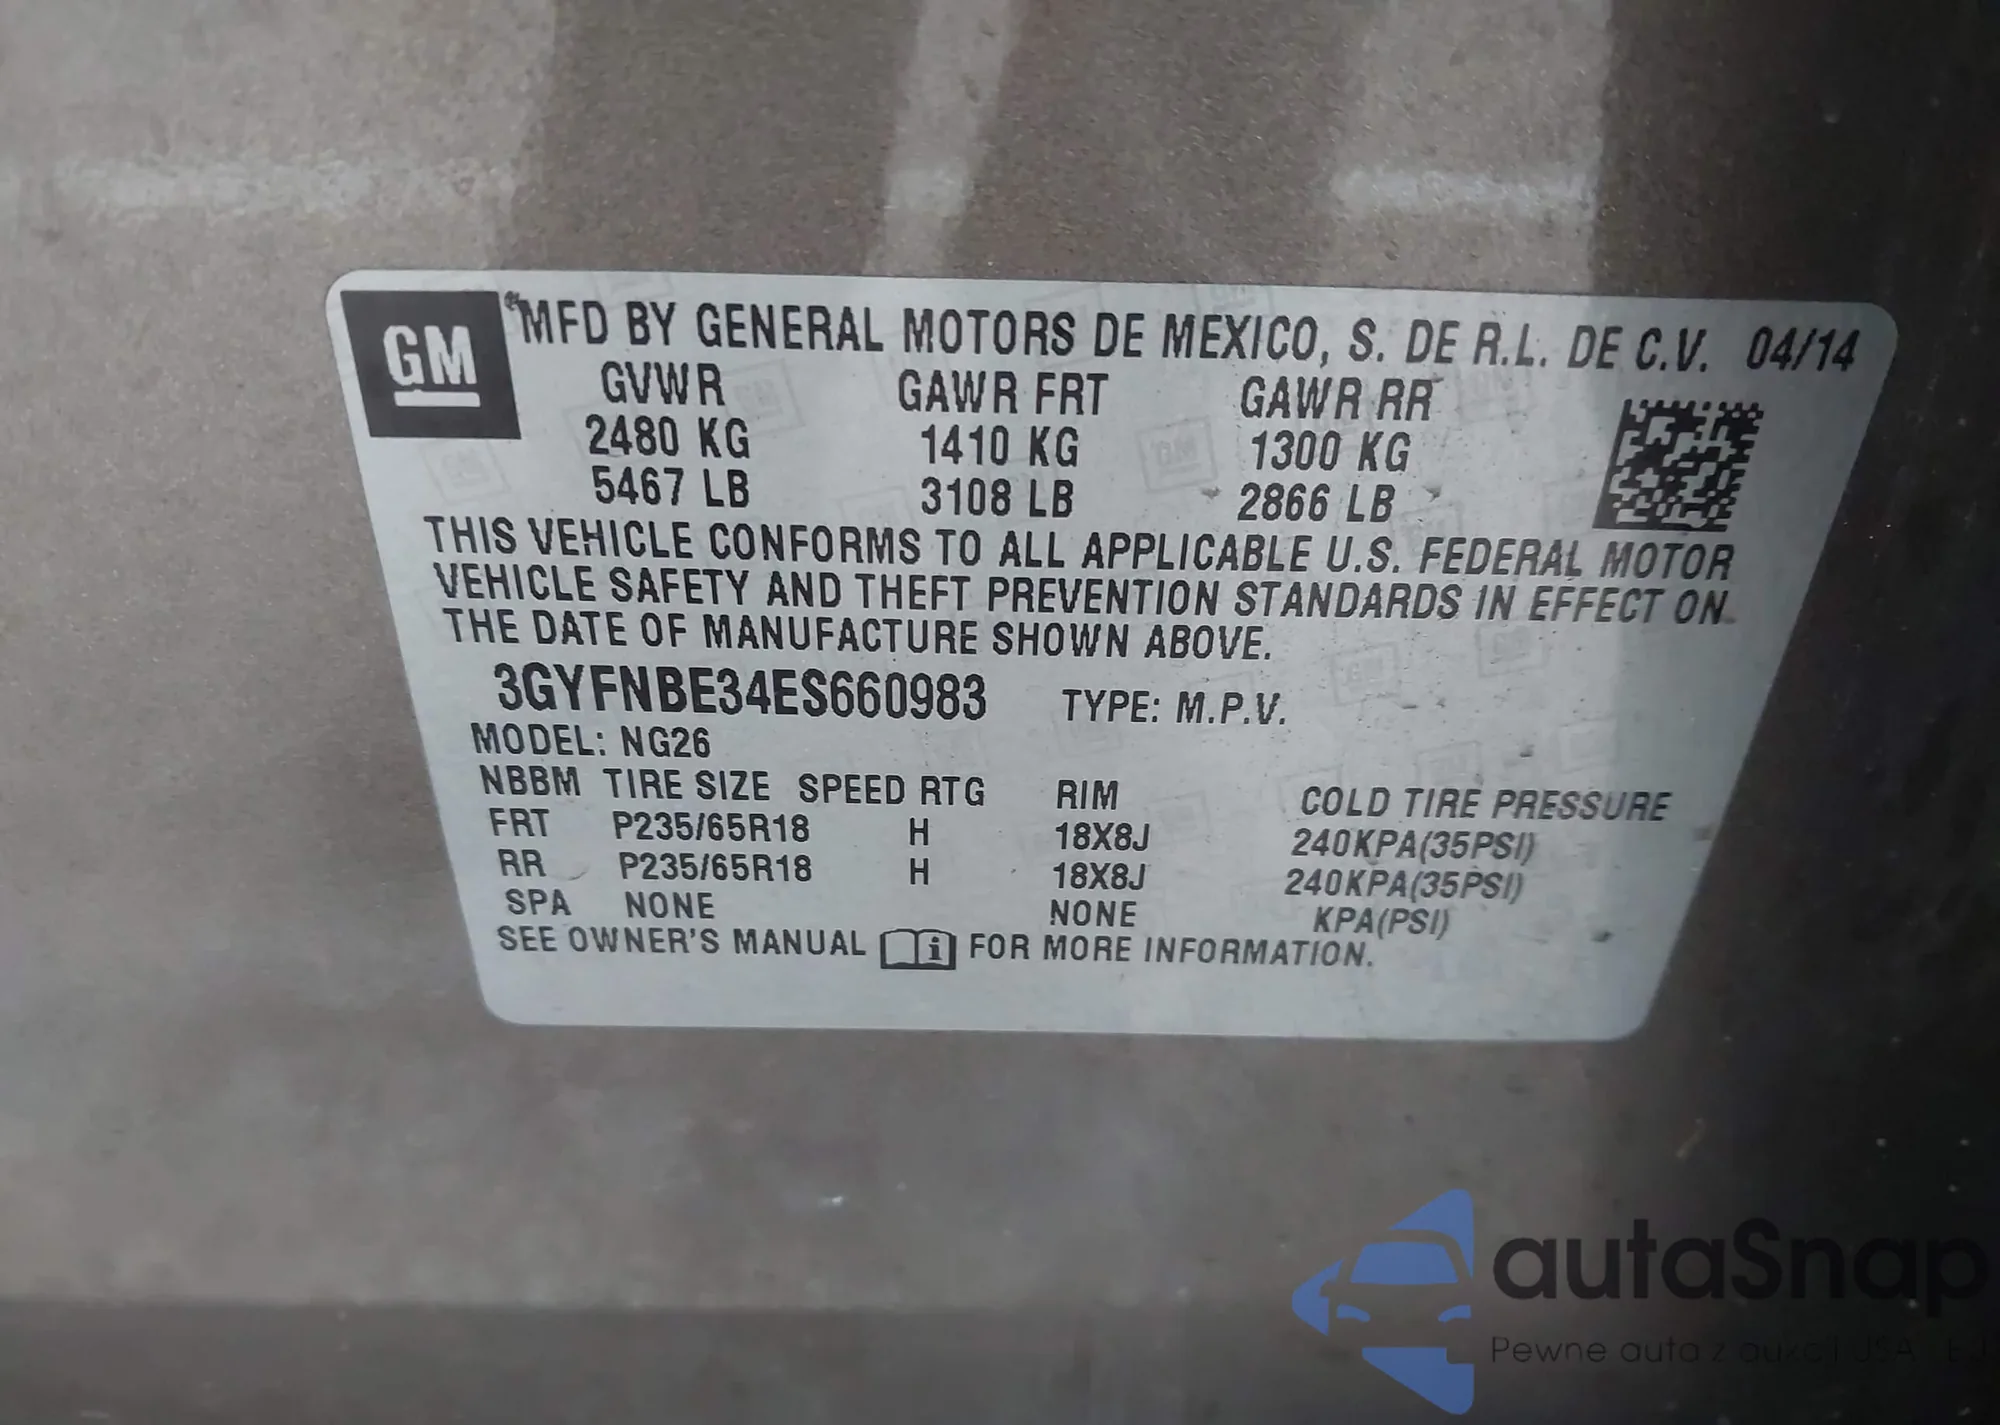 GM
MFD BY GENERAL MOTORS DE MEXICO, S. DE R.L. DE C.V. 04/14
GVWR GAWR FRT GAWR RR
2480 KG 1410 KG 1300 KG
5467 LB 3108 LB 2866 LB
THIS VEHICLE CONFORMS TO ALL APPLICABLE U.S. FEDERAL MOTOR
VEHICLE SAFETY AND THEFT PREVENTION STANDARDS IN EFFECT ON
THE DATE OF MANUFACTURE SHOWN ABOVE.
3GYFNBE34ES660983 TYPE: M.P.V.
MODEL: NG26
NBBM TIRE SIZE SPEED RTG RIM COLD TIRE PRESSURE
FRT P235/65R18 H 18X8J 240KPA(35PSI)
RR P235/65R18 H 18X8J 240KPA(35PSI)
SPA NONE NONE KPA(PSI)
SEE OWNER'S MANUAL FOR MORE INFORMATION.
autaSnap
Pewne auta z aukcji USA